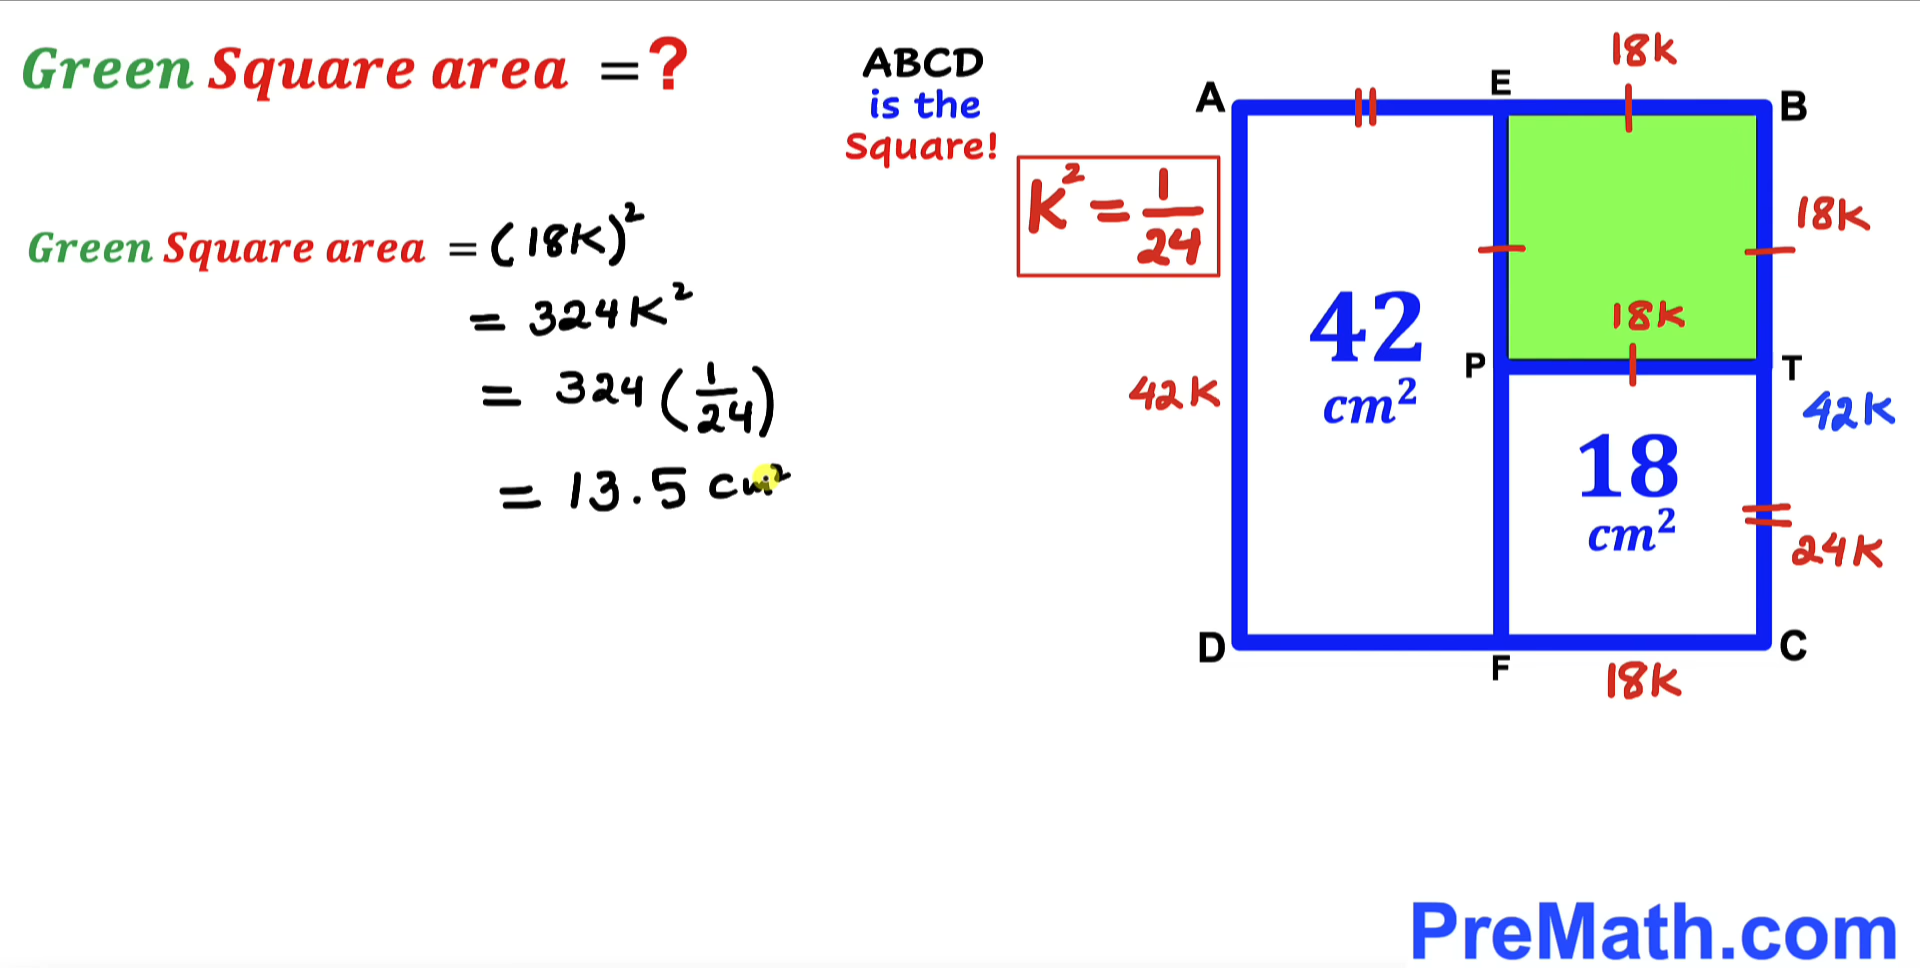 Green Square area = ?
ABCD
is the
Square!
Green Square area = (18K)²
= 324K²
= 324 (1/24)
= 13.5 cm²
K² = 1/24
A
E
18K
B
18K
42
cm²
42K
P
18K
T
42K
18
cm²
24K
D
F
18K
C
PreMath.com